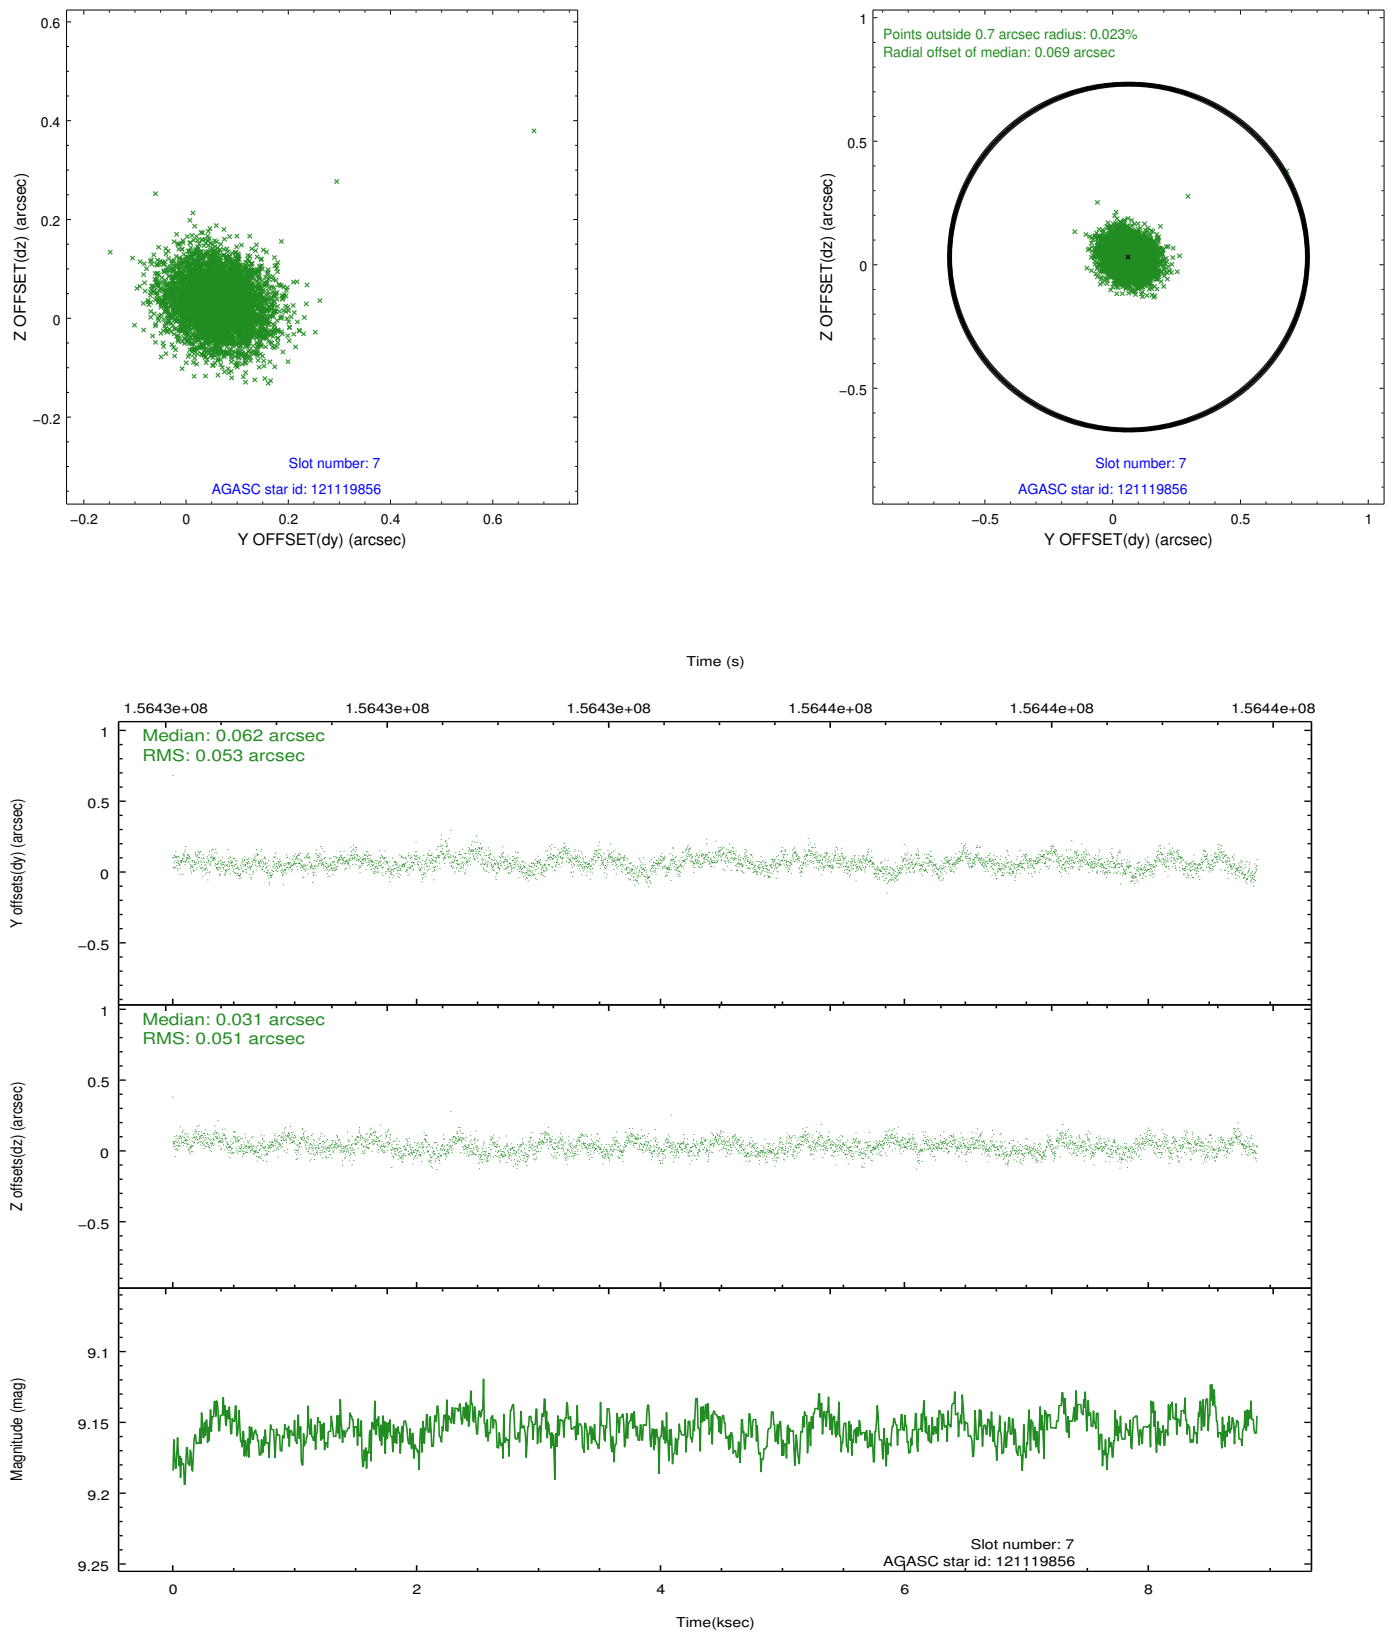 0.6
0.4
0.2
0
−0.2
Z OFFSET(dz) (arcsec)
Slot number: 7
AGASC star id: 121119856
−0.2 0 0.2 0.4 0.6
Y OFFSET(dy) (arcsec)
Points outside 0.7 arcsec radius: 0.023%
Radial offset of median: 0.069 arcsec
1
0.5
0
−0.5
Z OFFSET(dz) (arcsec)
Slot number: 7
AGASC star id: 121119856
−0.5 0 0.5 1
Y OFFSET(dy) (arcsec)
Time (s)
1.5643e+08 1.5643e+08 1.5643e+08 1.5644e+08 1.5644e+08 1.5644e+08
Median: 0.062 arcsec
RMS: 0.053 arcsec
1
0.5
0
−0.5
Y offsets(dy) (arcsec)
Median: 0.031 arcsec
RMS: 0.051 arcsec
1
0.5
0
−0.5
Z offsets(dz) (arcsec)
9.1
9.15
9.2
9.25
Magnitude (mag)
Slot number: 7
AGASC star id: 121119856
0 2 4 6 8
Time(ksec)